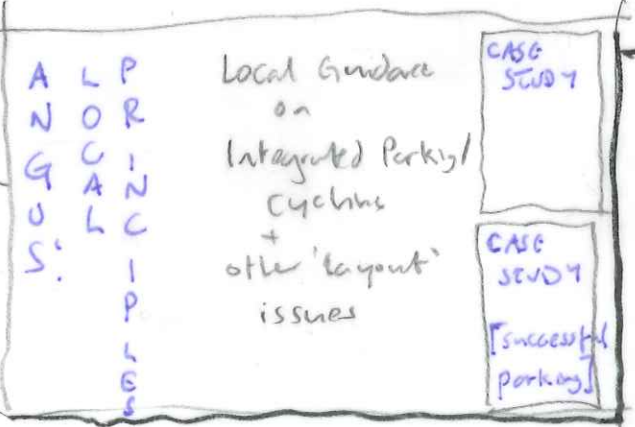 ANGUS:
LOCAL
PRINCIPLES
Local Guidance
on
Integrated Parking/
Cycling
+
other 'layout'
issues
CASE
STUDY
CASE
STUDY
[successful
parking]